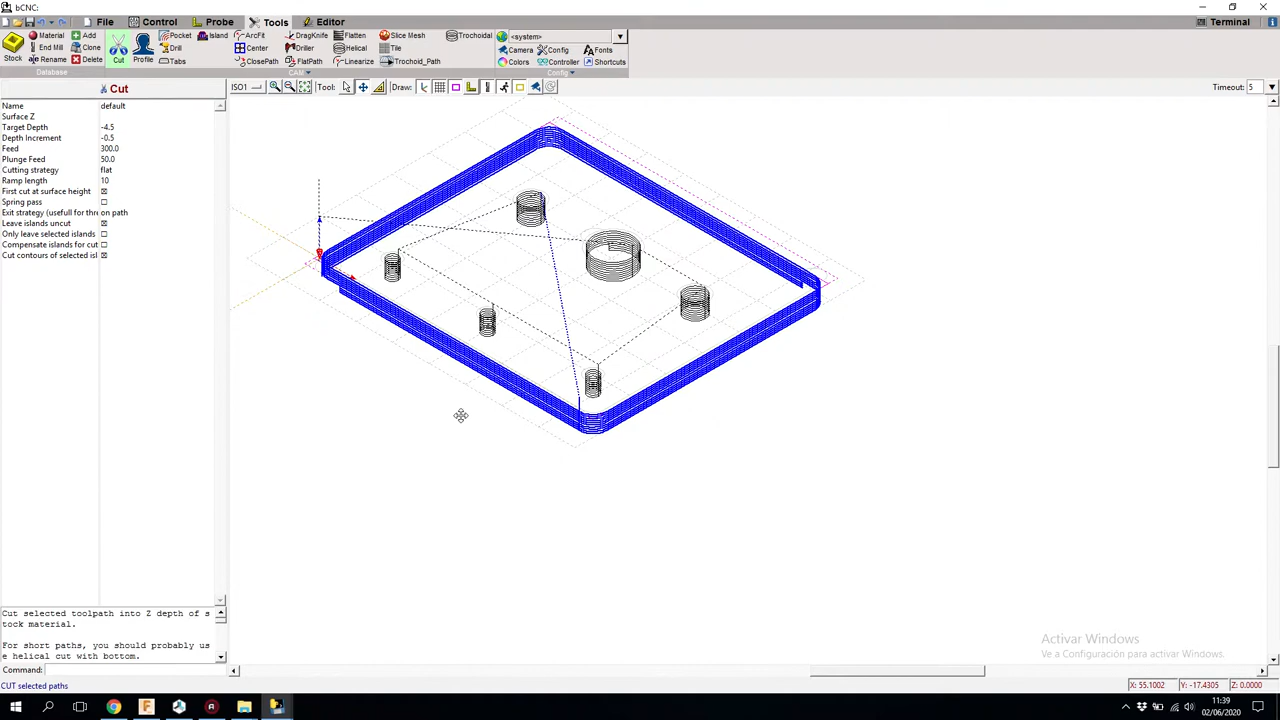 bCNC:
File Control Probe Tools Editor Terminal
Stock Material Add End Mill Clone Rename Delete Database
Cut Profile Pocket Island Drill Tabs
ArcFit DragKnife Flatten Slice Mesh Trochoidal
Center Driller Helical Tile
ClosePath FlatPath Linearize Trochoid_Path
CAM
<system>
Camera Config Fonts
Colors Controller Shortcuts
Config
Cut
ISO1 Tool: Draw: Timeout: 5
Name default
Surface Z
Target Depth -4.5
Depth Increment -0.5
Feed 300.0
Plunge Feed 50.0
Cutting strategy flat
Ramp length 10
First cut at surface height
Spring pass
Exit strategy (usefull for thre on path
Leave islands uncut
Only leave selected islands
Compensate islands for cut
Cut contours of selected isl
Cut selected toolpath into Z depth of s
tock material.
For short paths, you should probably us
e helical cut with bottom.
Command:
CUT selected paths
Activar Windows
Ve a Configuración para activar Windows.
X: 55.1002 Y: -17.4305 Z: 0.0000
11:39
02/06/2020